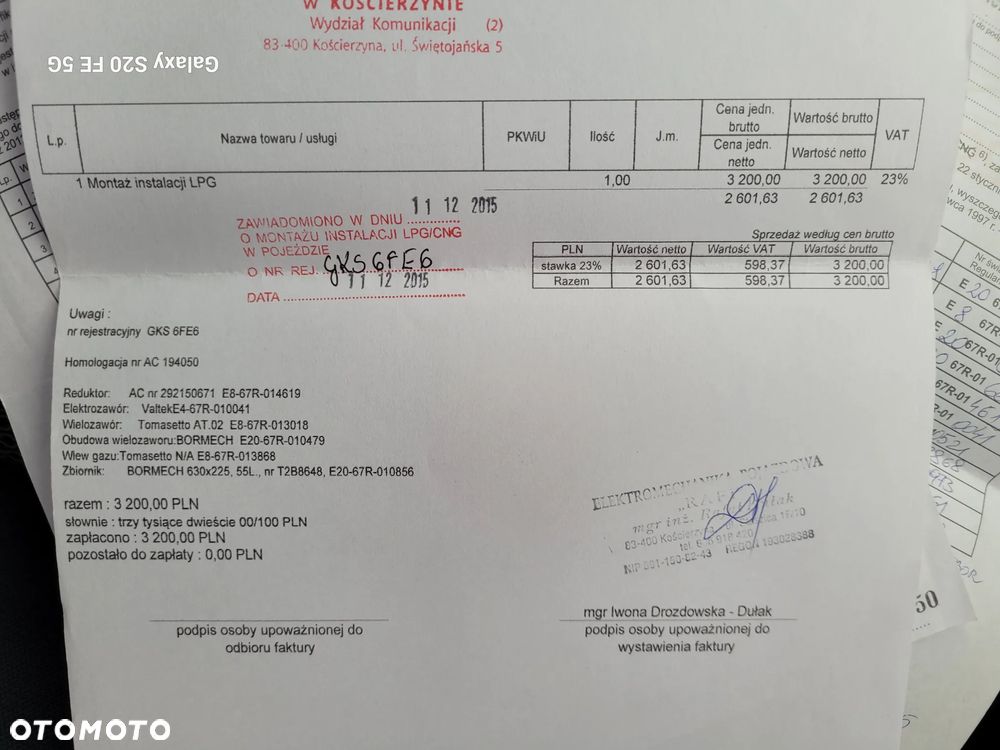 W KOŚCIERZYNIE
Wydział Komunikacji (2)
83-400 Kościerzyna, ul. Świętojańska 5
Galaxy S20 FE 5G
L.p. Nazwa towaru / usługi PKWiU Ilość J.m. Cena jedn. brutto Wartość brutto VAT
Cena jedn. netto Wartość netto
1 Montaż instalacji LPG 1,00 3 200,00 3 200,00 23%
2 601,63 2 601,63
11 12 2015
ZAWIADOMIONO W DNIU
O MONTAŻU INSTALACJI LPG/CNG
W POJEŹDZIE
O NR REJ. GKS 6FE6
11 12 2015
DATA
Sprzedaż według cen brutto
PLN Wartość netto Wartość VAT Wartość brutto
stawka 23% 2 601,63 598,37 3 200,00
Razem 2 601,63 598,37 3 200,00
Uwagi :
nr rejestracyjny GKS 6FE6
Homologacja nr AC 194050
Reduktor: AC nr 292150671 E8-67R-014619
Elektrozawór: ValtekE4-67R-010041
Wielozawór: Tomasetto AT.02 E8-67R-013018
Obudowa wielozaworu:BORMECH E20-67R-010479
Wlew gazu:Tomasetto N/A E8-67R-013868
Zbiornik: BORMECH 630x225, 55L., nr T2B8648, E20-67R-010856
razem : 3 200,00 PLN
słownie : trzy tysiące dwieście 00/100 PLN
zapłacono : 3 200,00 PLN
pozostało do zapłaty : 0,00 PLN
ELEKTROMECHANIKA POJAZDOWA
mgr inż.
83-400
REGON 193028388
mgr Iwona Drozdowska - Dułak
podpis osoby upoważnionej do
odbioru faktury
podpis osoby upoważnionej do
wystawienia faktury
OTOMOTO